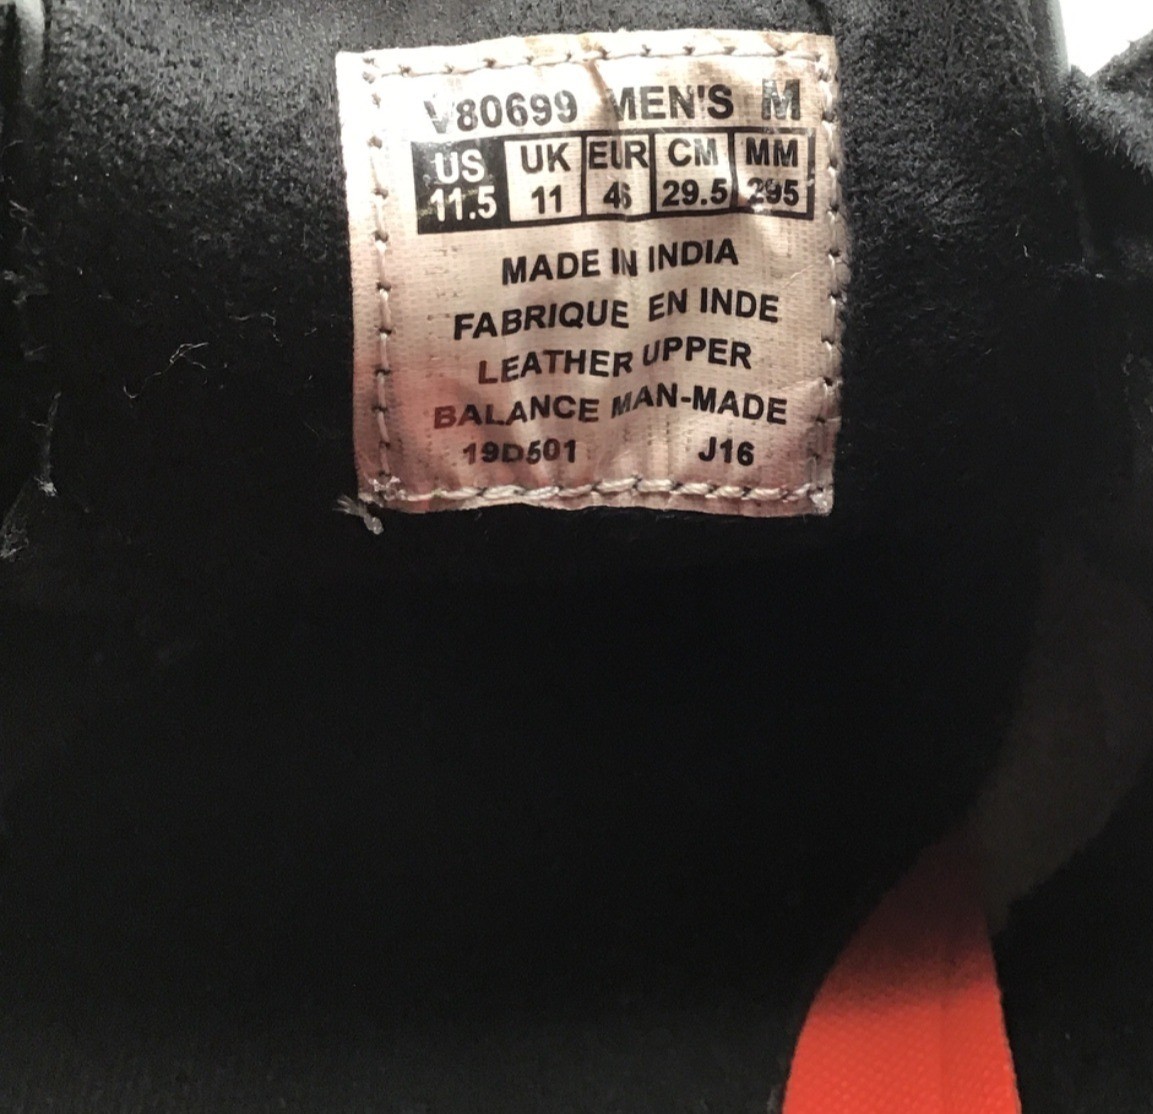 V80699 MEN'S M
US UK EUR CM MM
11.5 11 46 29.5 295
MADE IN INDIA
FABRIQUE EN INDE
LEATHER UPPER
BALANCE MAN-MADE
19D501 J16